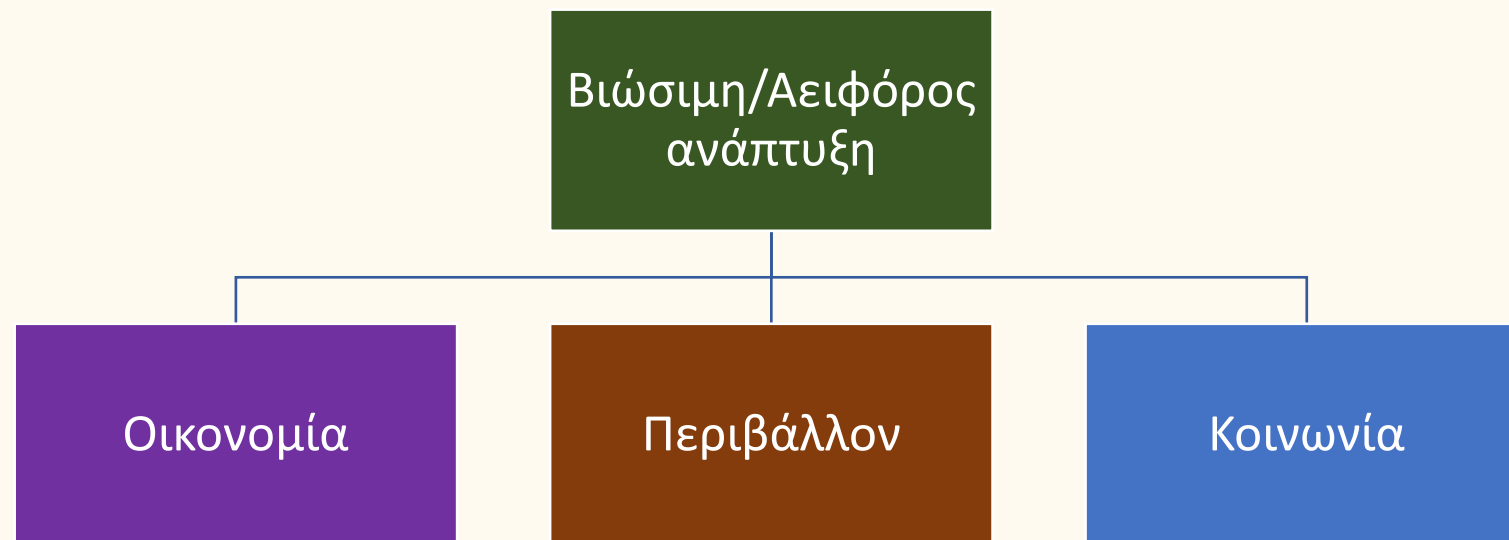 Βιώσιμη/Αειφόρος
ανάπτυξη
Οικονομία
Περιβάλλον
Κοινωνία